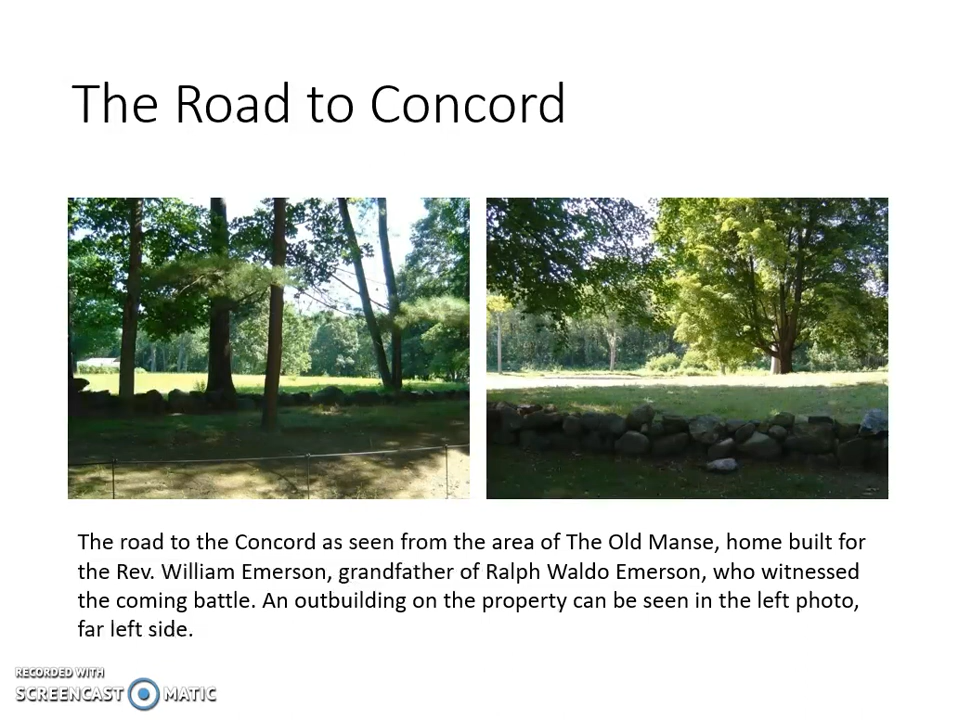 The Road to Concord
The road to the Concord as seen from the area of The Old Manse, home built for
the Rev. William Emerson, grandfather of Ralph Waldo Emerson, who witnessed
the coming battle. An outbuilding on the property can be seen in the left photo,
far left side.
RECORDED WITH
SCREENCAST MATIC